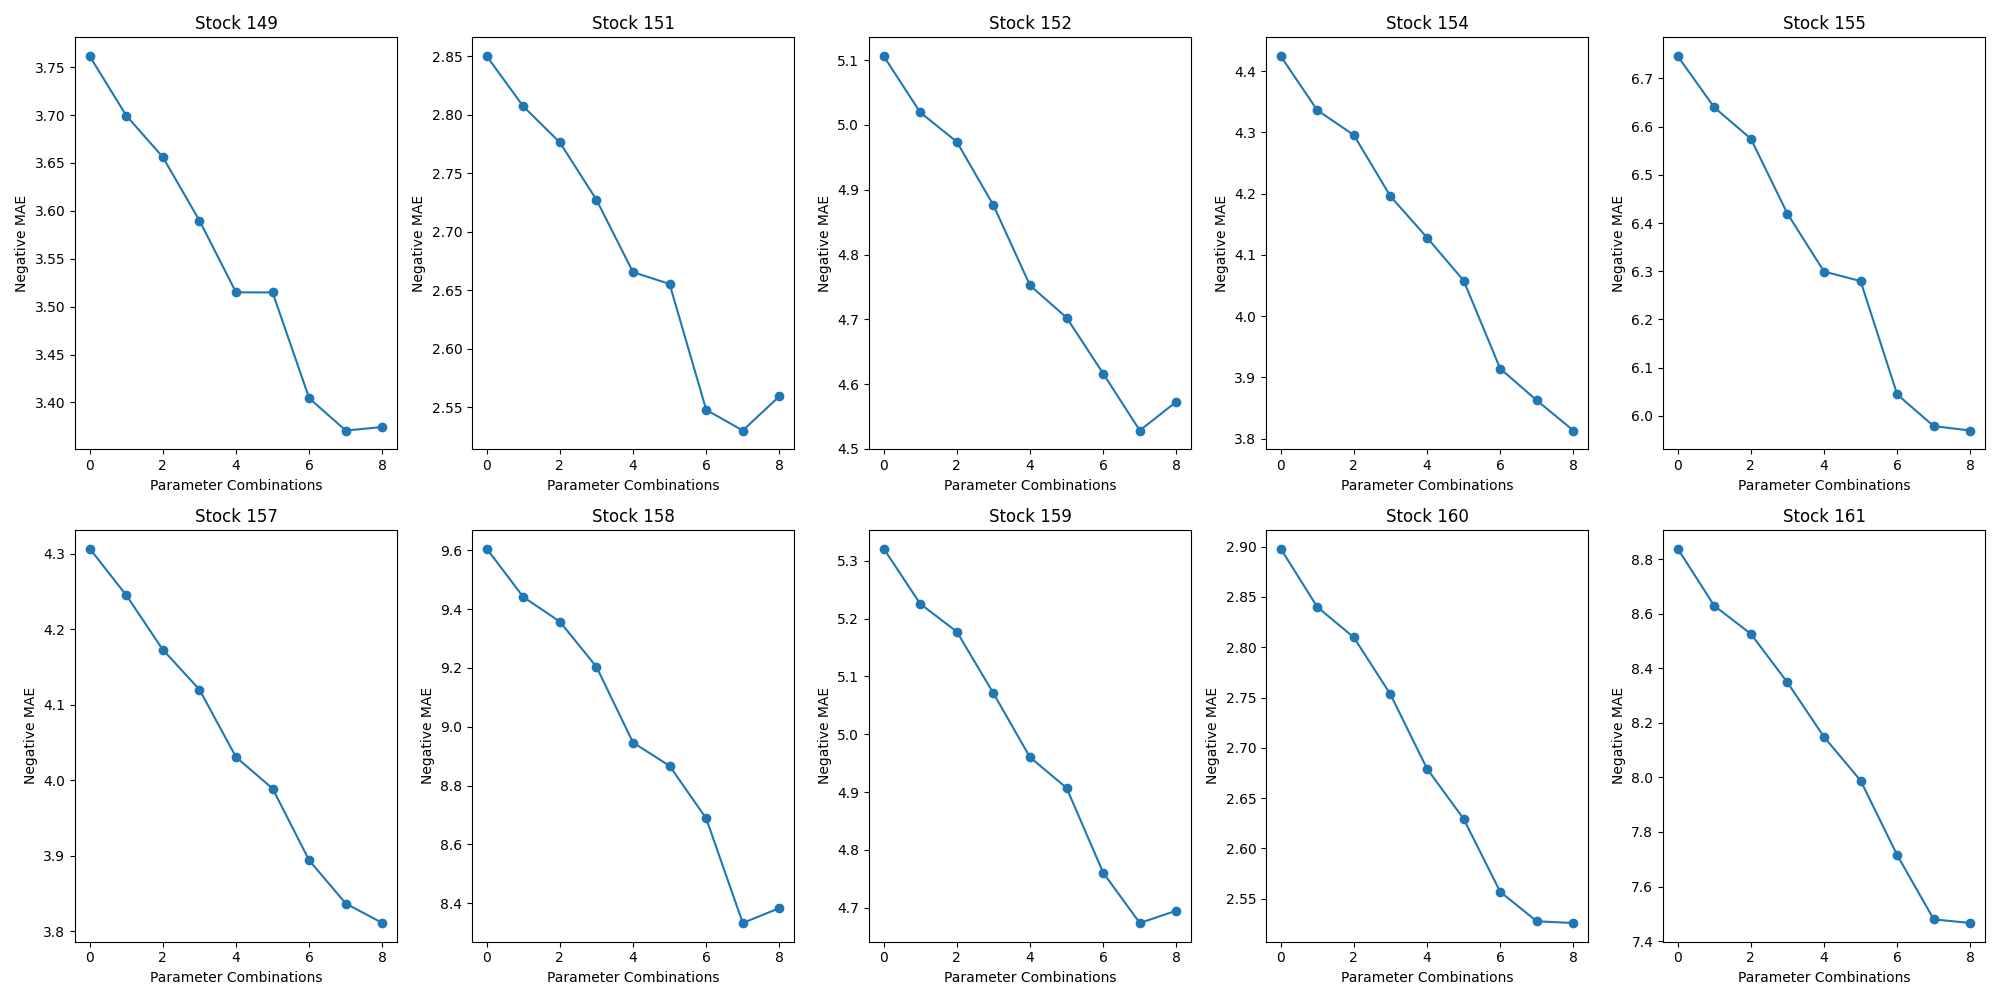 Stock 149
Negative MAE
3.75
3.70
3.65
3.60
3.55
3.50
3.45
3.40
0 2 4 6 8
Parameter Combinations
Stock 151
Negative MAE
2.85
2.80
2.75
2.70
2.65
2.60
2.55
0 2 4 6 8
Parameter Combinations
Stock 152
Negative MAE
5.1
5.0
4.9
4.8
4.7
4.6
4.5
0 2 4 6 8
Parameter Combinations
Stock 154
Negative MAE
4.4
4.3
4.2
4.1
4.0
3.9
3.8
0 2 4 6 8
Parameter Combinations
Stock 155
Negative MAE
6.7
6.6
6.5
6.4
6.3
6.2
6.1
6.0
0 2 4 6 8
Parameter Combinations
Stock 157
Negative MAE
4.3
4.2
4.1
4.0
3.9
3.8
0 2 4 6 8
Parameter Combinations
Stock 158
Negative MAE
9.6
9.4
9.2
9.0
8.8
8.6
8.4
0 2 4 6 8
Parameter Combinations
Stock 159
Negative MAE
5.3
5.2
5.1
5.0
4.9
4.8
4.7
0 2 4 6 8
Parameter Combinations
Stock 160
Negative MAE
2.90
2.85
2.80
2.75
2.70
2.65
2.60
2.55
0 2 4 6 8
Parameter Combinations
Stock 161
Negative MAE
8.8
8.6
8.4
8.2
8.0
7.8
7.6
7.4
0 2 4 6 8
Parameter Combinations